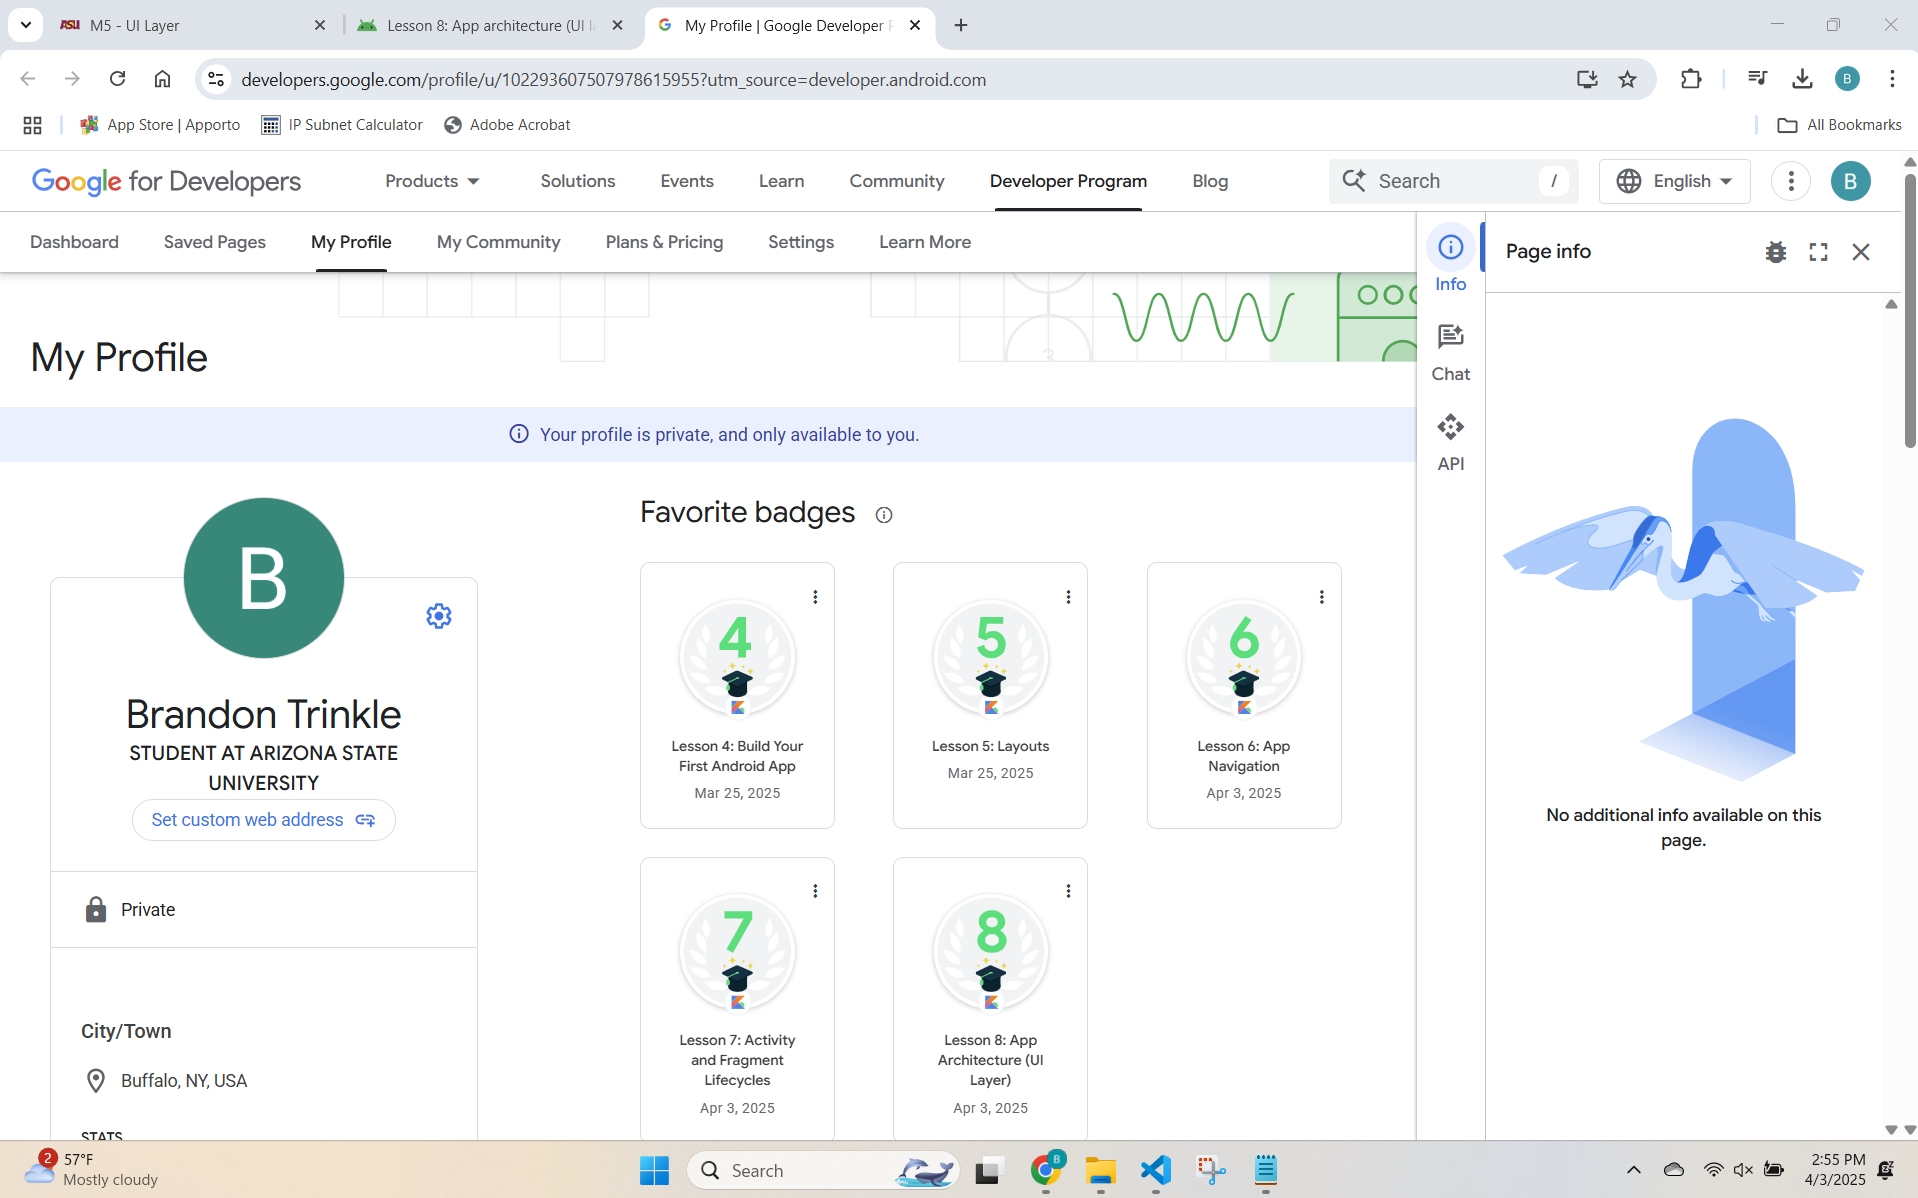 M5 - UI Layer
Lesson 8: App architecture (UI la
My Profile | Google Developer P
developers.google.com/profile/u/102293607507978615955?utm_source=developer.android.com
B
App Store | Apporto
IP Subnet Calculator
Adobe Acrobat
All Bookmarks
Google for Developers
Products
Solutions
Events
Learn
Community
Developer Program
Blog
Search
/
English
B
Dashboard
Saved Pages
My Profile
My Community
Plans & Pricing
Settings
Learn More
Info
Chat
API
Page info
My Profile
3
Your profile is private, and only available to you.
B
Brandon Trinkle
STUDENT AT ARIZONA STATE
UNIVERSITY
Set custom web address
Private
City/Town
Buffalo, NY, USA
STATS
Favorite badges
4
Lesson 4: Build Your
First Android App
Mar 25, 2025
5
Lesson 5: Layouts
Mar 25, 2025
6
Lesson 6: App
Navigation
Apr 3, 2025
7
Lesson 7: Activity
and Fragment
Lifecycles
Apr 3, 2025
8
Lesson 8: App
Architecture (UI
Layer)
Apr 3, 2025
No additional info available on this
page.
2
57°F
Mostly cloudy
Search
B
2:55 PM
4/3/2025